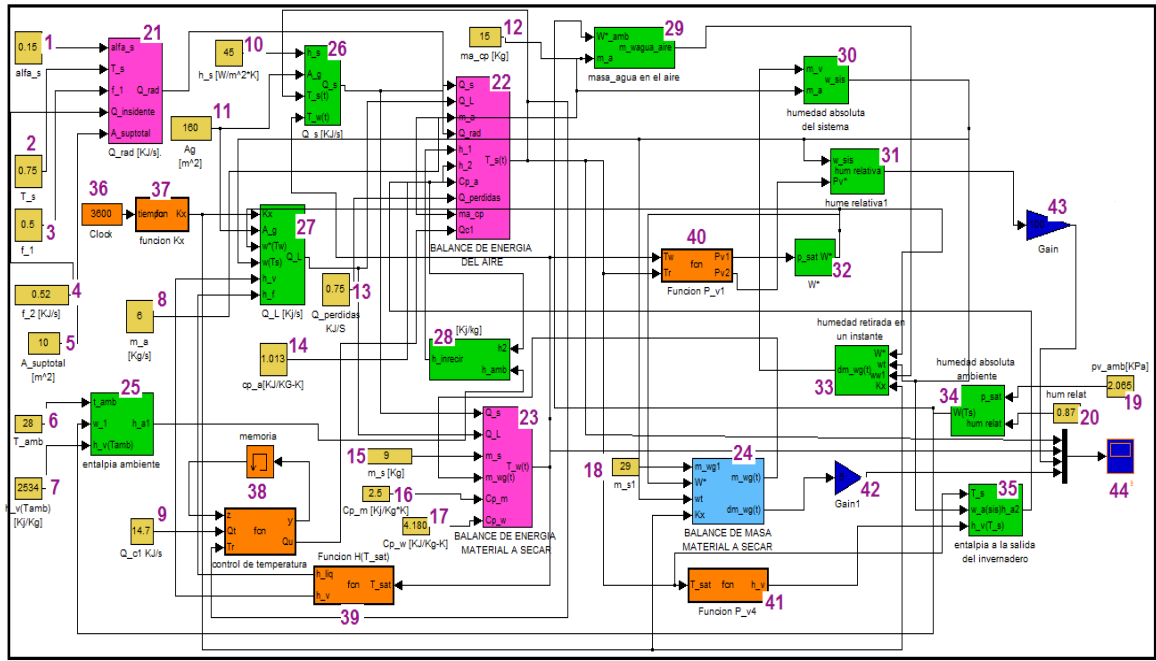 1
0.15
alfa_s
2
0.75
T_s
3
0.5
f_1
4
0.52
f_2 [KJ/s]
5
10
A_suptotal
[m^2]
21
alfa_s
T_s
f_1
Q_insidente
A_suptotal
Q_rad
Q_rad [KJ/s].
10
45
h_s [W/m^2*K]
11
160
Ag
[m^2]
26
h_s
A_g
T_s(t)
T_w(t)
Q_s
Q_s [KJ/s]
12
15
ma_cp [Kg]
22
Q_s
Q_L
m_a
Q_rad
h_1
h_2
Cp_a
Q_perdidas
ma_cp
Qc1
T_s(t)
BALANCE DE ENERGIA
DEL AIRE
29
W*_amb
m_a
m_wagua_aire
masa_agua en el aire
30
m_v
m_a
w_sis
humedad absoluta
del sistema
31
w_sis
Pv*
hum relativa
hume relativa1
36
3600
Clock
37
tiempo
fcn
Kx
funcion Kx
27
Kx
A_g
w*(Tw)
w(Ts)
h_v
h_f
Q_L
Q_L [Kj/s]
8
6
m_a
[Kg/s]
13
0.75
Q_perdidas
KJ/S
14
1.013
cp_a[KJ/KG-K]
28
[Kj/kg]
h2
h_amb
h_inrecir
40
Tw
Tr
fcn
Pv1
Pv2
Funcion P_v1
32
p_sat
W*
W*
43
Gain
33
humedad retirada en
un instante
W*
wt
ww1
Kx
dm_wg(t)
34
humedad absoluta
ambiente
p_sat
hum relat
W(Ts)
pv_amb[KPa]
2.065
19
hum relat
0.87
20
6
28
T_amb
7
2534
h_v(Tamb)
[Kj/Kg]
25
t_amb
w_1
h_v(Tamb)
h_a1
entalpia ambiente
memoria
38
9
14.7
Q_c1 KJ/s
z
Qt
Tr
fcn
y
Qu
control de temperatura
15
9
m_s [Kg]
16
2.5
Cp_m [Kj/Kg*K]
17
4.180
Cp_w [KJ/Kg-K]
23
Q_s
Q_L
m_s
m_wg(t)
Cp_m
Cp_w
T_w(t)
BALANCE DE ENERGIA
MATERIAL A SECAR
Funcion H(T_sat)
h_liq
h_v
fcn
T_sat
39
18
29
m_s1
24
m_wg1
W*
wt
Kx
m_wg(t)
dm_wg(t)
BALANCE DE MASA
MATERIAL A SECAR
42
Gain1
44
35
T_s
w_a(sis)
h_v(T_s)
h_a2
entalpia a la salida
del invernadero
T_sat
fcn
h_v
41
Funcion P_v4